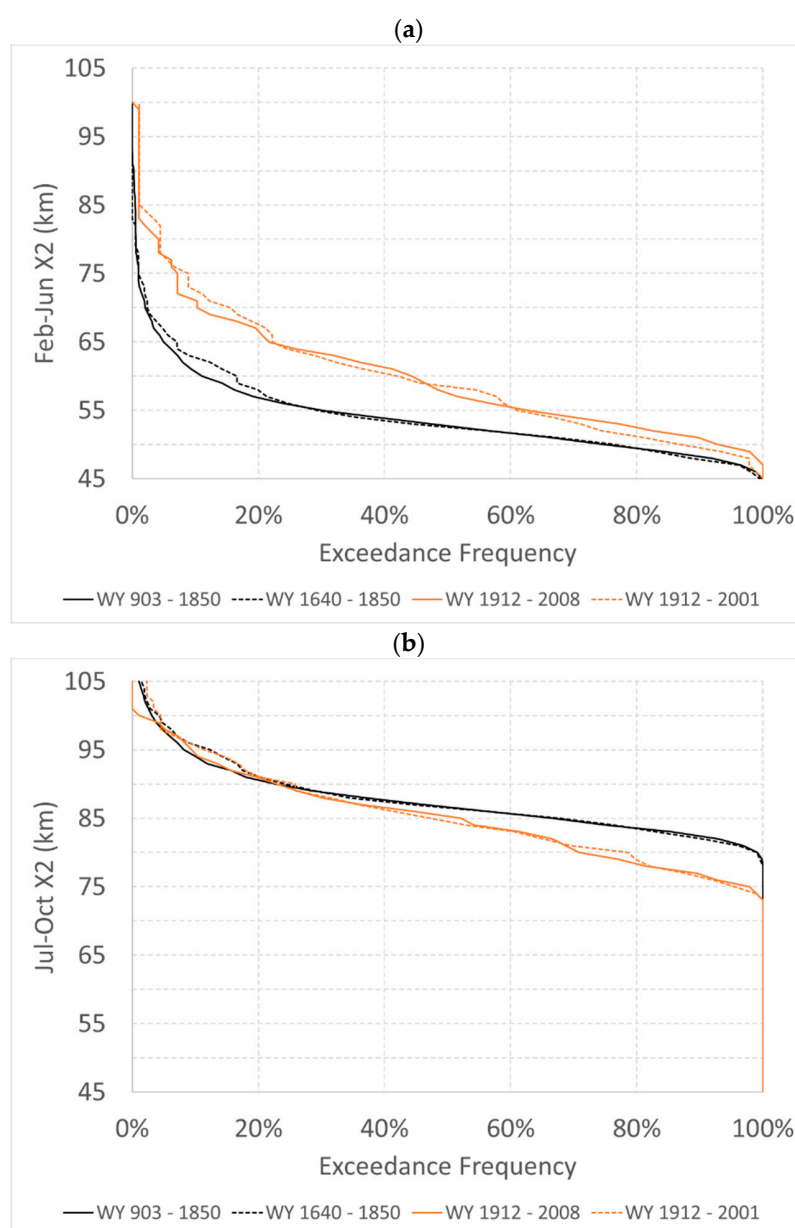 (a)
105
95
85
75
65
55
45
Feb-Jun X2 (km)
0% 20% 40% 60% 80% 100%
Exceedance Frequency
WY 903 - 1850 WY 1640 - 1850 WY 1912 - 2008 WY 1912 - 2001
(b)
105
95
85
75
65
55
45
Jul-Oct X2 (km)
0% 20% 40% 60% 80% 100%
Exceedance Frequency
WY 903 - 1850 WY 1640 - 1850 WY 1912 - 2008 WY 1912 - 2001